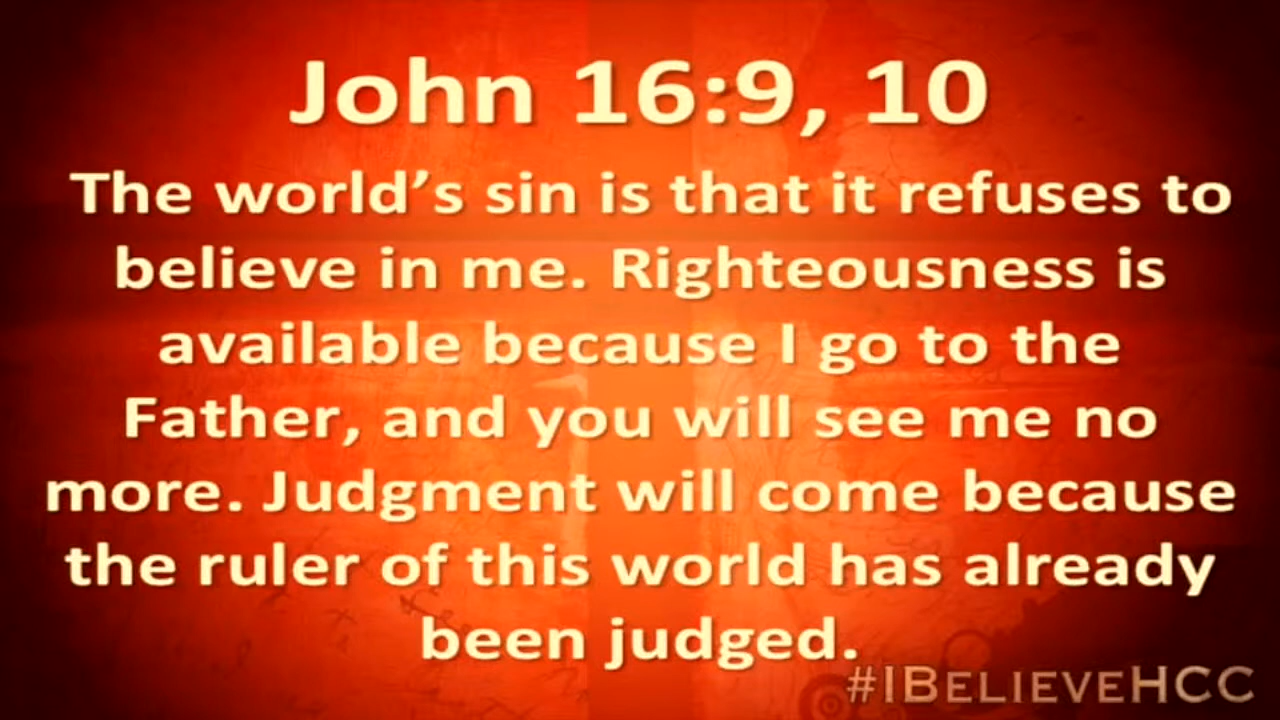 John 16:9, 10
The world’s sin is that it refuses to
believe in me. Righteousness is
available because I go to the
Father, and you will see me no
more. Judgment will come because
the ruler of this world has already
been judged.
#IBelieveHCC